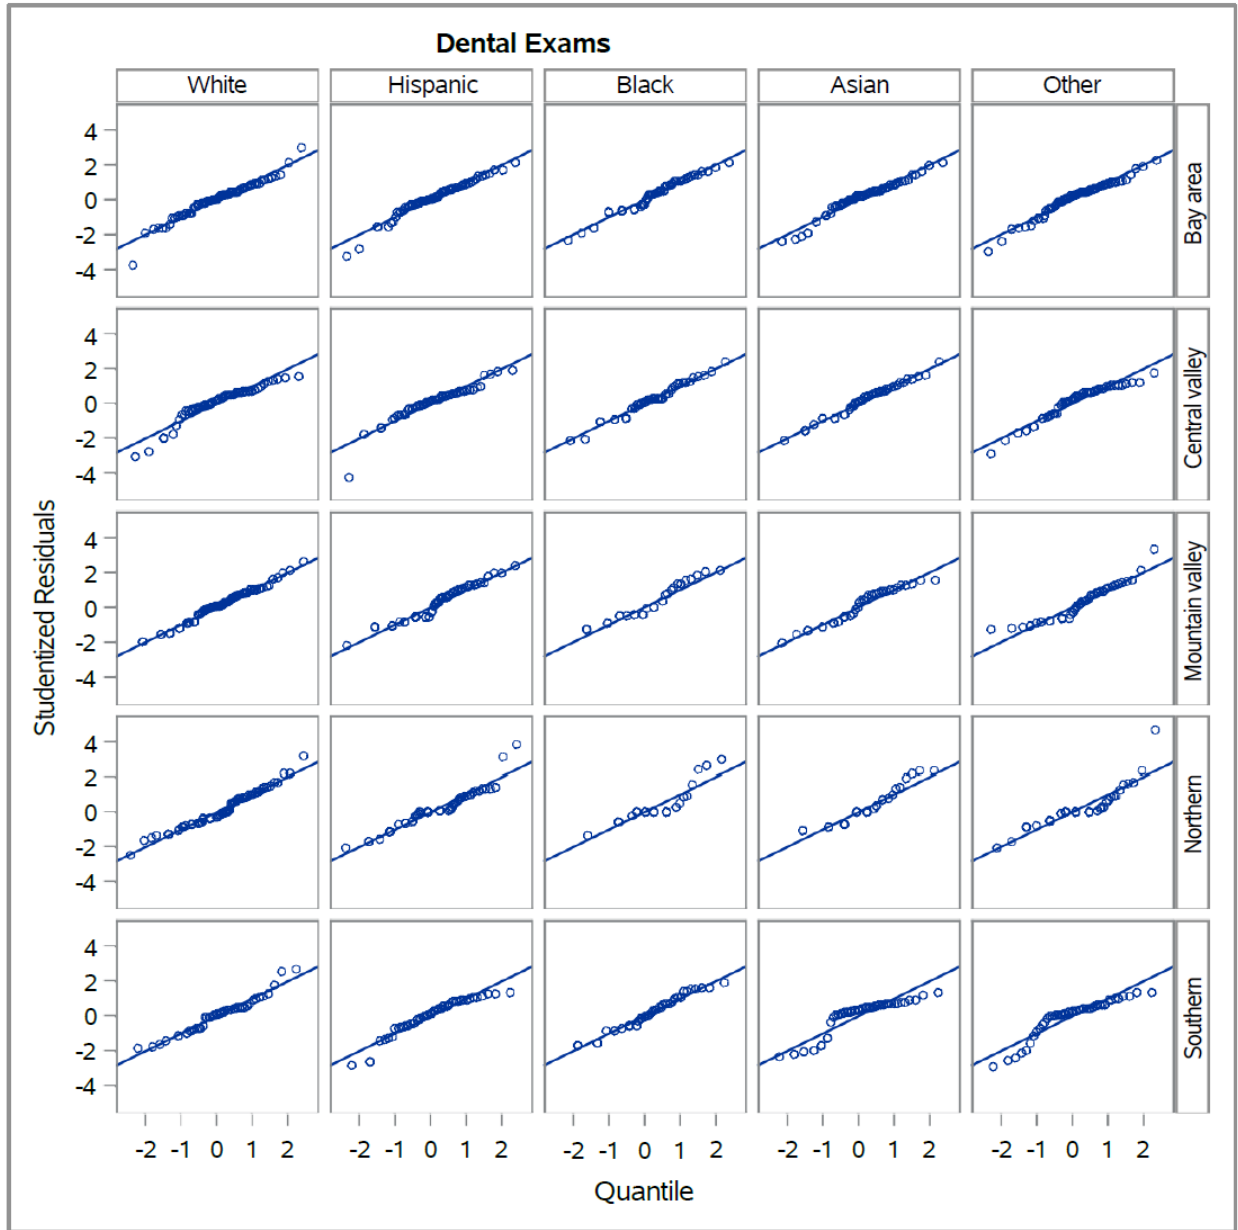 Dental Exams
White Hispanic Black Asian Other
4
2
0
-2
-4
Bay area
4
2
0
-2
-4
Central valley
Studentized Residuals
4
2
0
-2
-4
Mountain valley
4
2
0
-2
-4
Northern
4
2
0
-2
-4
Southern
-2 -1 0 1 2 -2 -1 0 1 2 -2 -1 0 1 2 -2 -1 0 1 2 -2 -1 0 1 2
Quantile